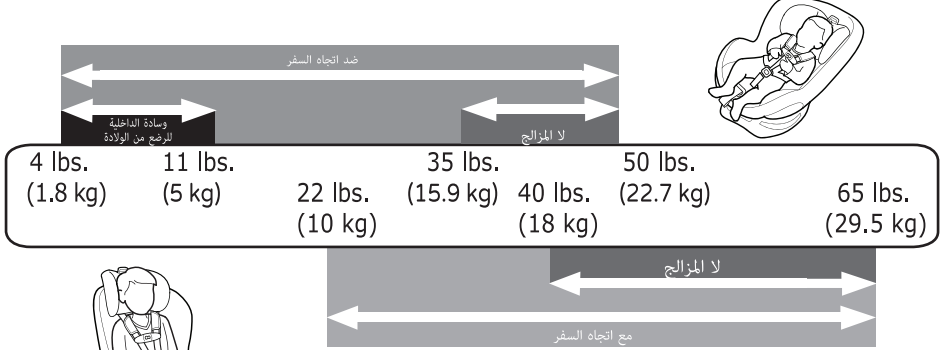 ضد اتجاه السفر
وسادة الداخلية
للرضع من الولادة
لا المزالج
4 lbs.
(1.8 kg)
11 lbs.
(5 kg)
22 lbs.
(10 kg)
35 lbs.
(15.9 kg)
40 lbs.
(18 kg)
50 lbs.
(22.7 kg)
65 lbs.
(29.5 kg)
لا المزالج
مع اتجاه السفر